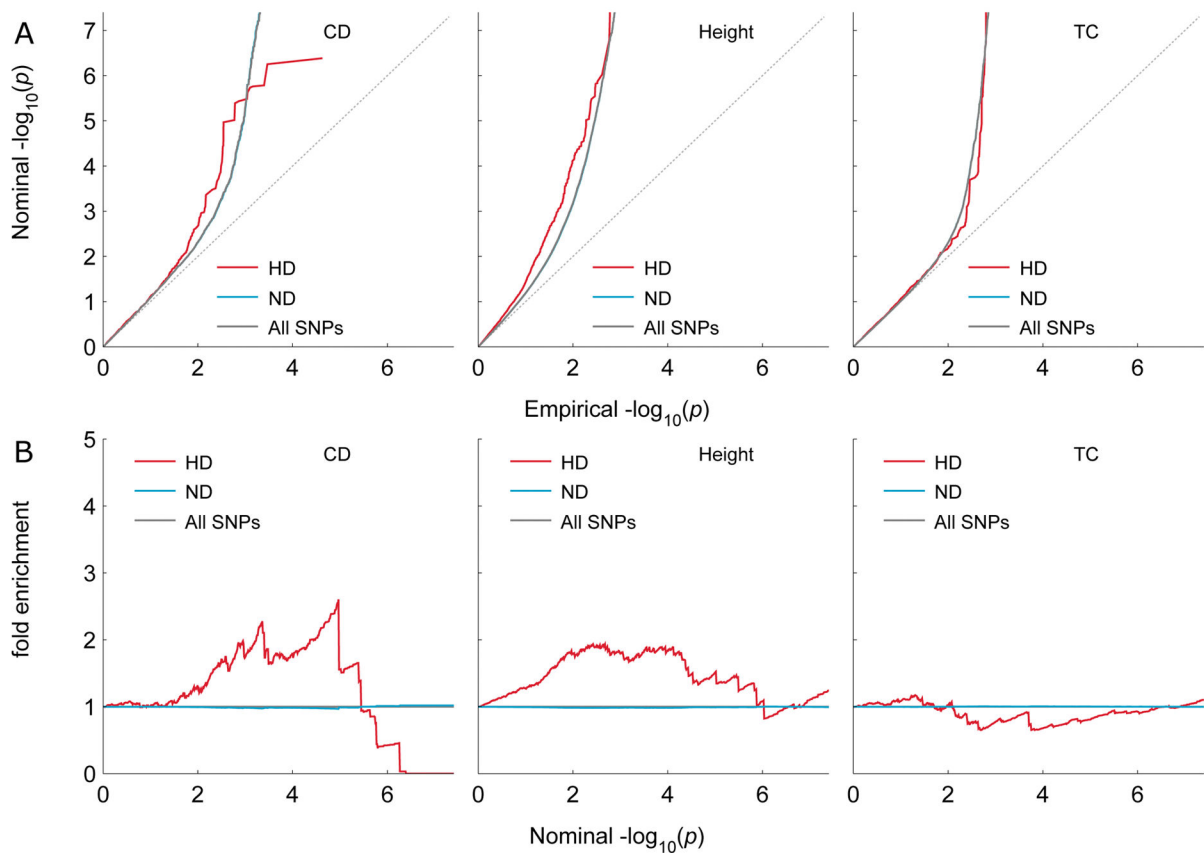 A
CD
Height
TC
Nominal -log10(p)
7
6
5
4
3
2
1
0
HD
ND
All SNPs
HD
ND
All SNPs
HD
ND
All SNPs
0 2 4 6
0 2 4 6
0 2 4 6
Empirical -log10(p)
B
CD
Height
TC
fold enrichment
5
4
3
2
1
0
HD
ND
All SNPs
HD
ND
All SNPs
HD
ND
All SNPs
0 2 4 6
0 2 4 6
0 2 4 6
Nominal -log10(p)